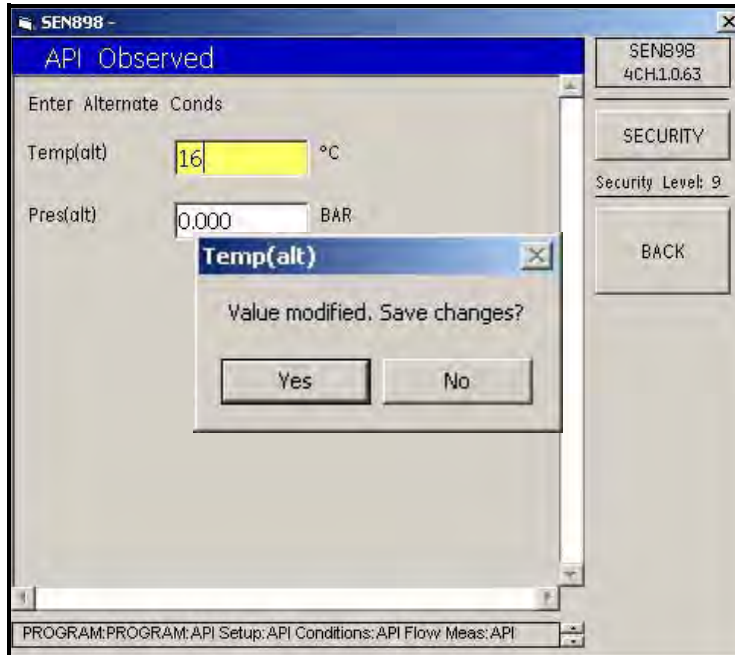 SEN898 -
API Observed
SEN898
4CH.1.0.63
Enter Alternate Conds
SECURITY
Temp(alt) 16 °C
Security Level: 9
Pres(alt) 0.000 BAR
BACK
Temp(alt)
Value modified. Save changes?
Yes No
PROGRAM:PROGRAM:API Setup:API Conditions:API Flow Meas:API